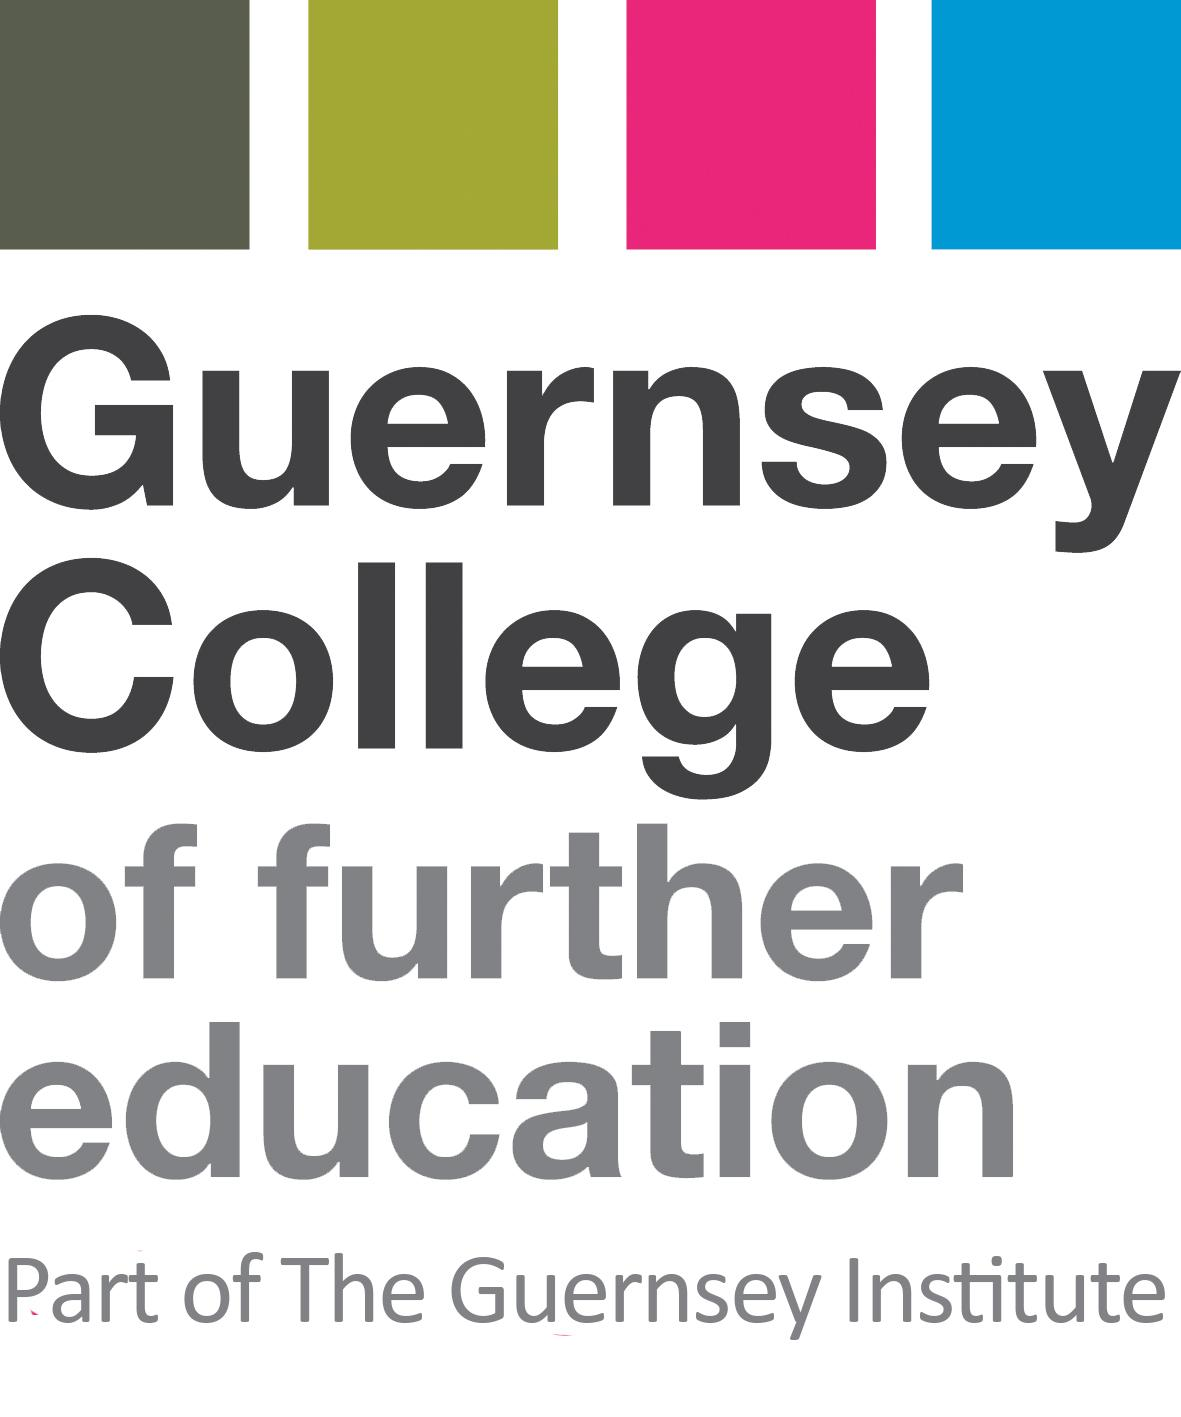 Guernsey
College
of further
education
Part of The Guernsey Institute